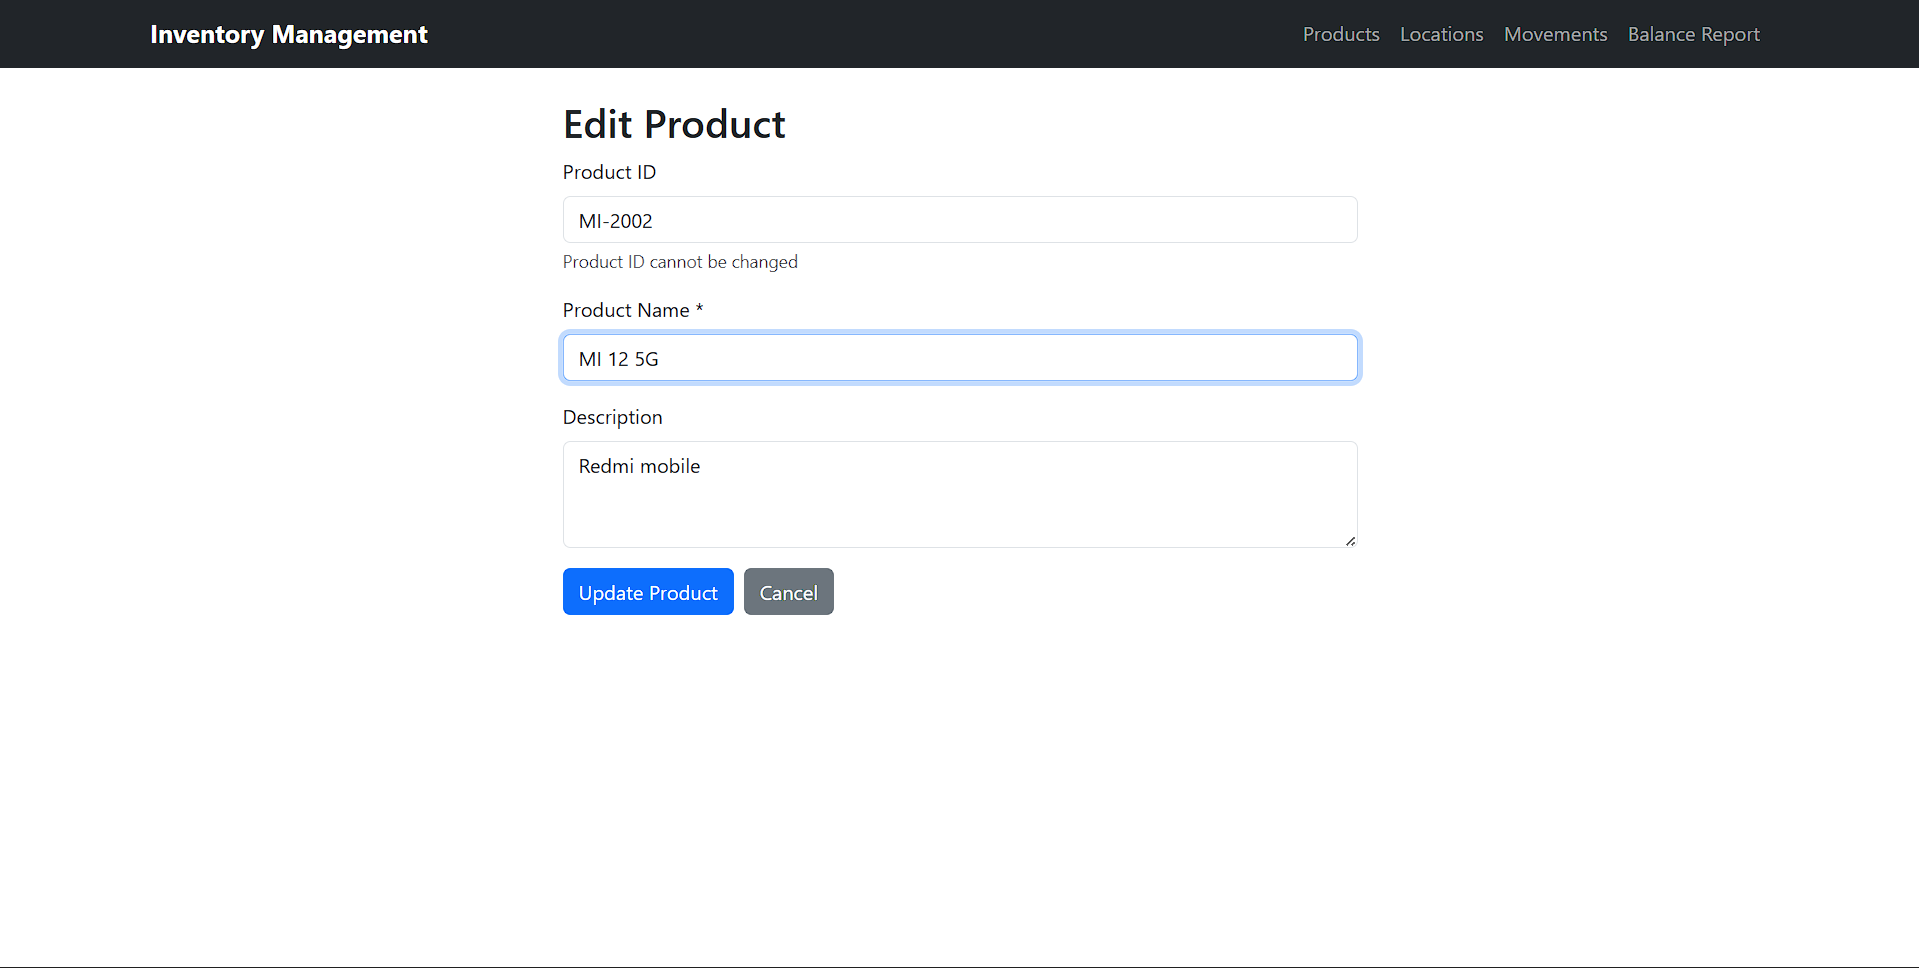 Inventory Management Products Locations Movements Balance Report
Edit Product
Product ID
MI-2002
Product ID cannot be changed
Product Name *
MI 12 5G
Description
Redmi mobile
Update Product Cancel